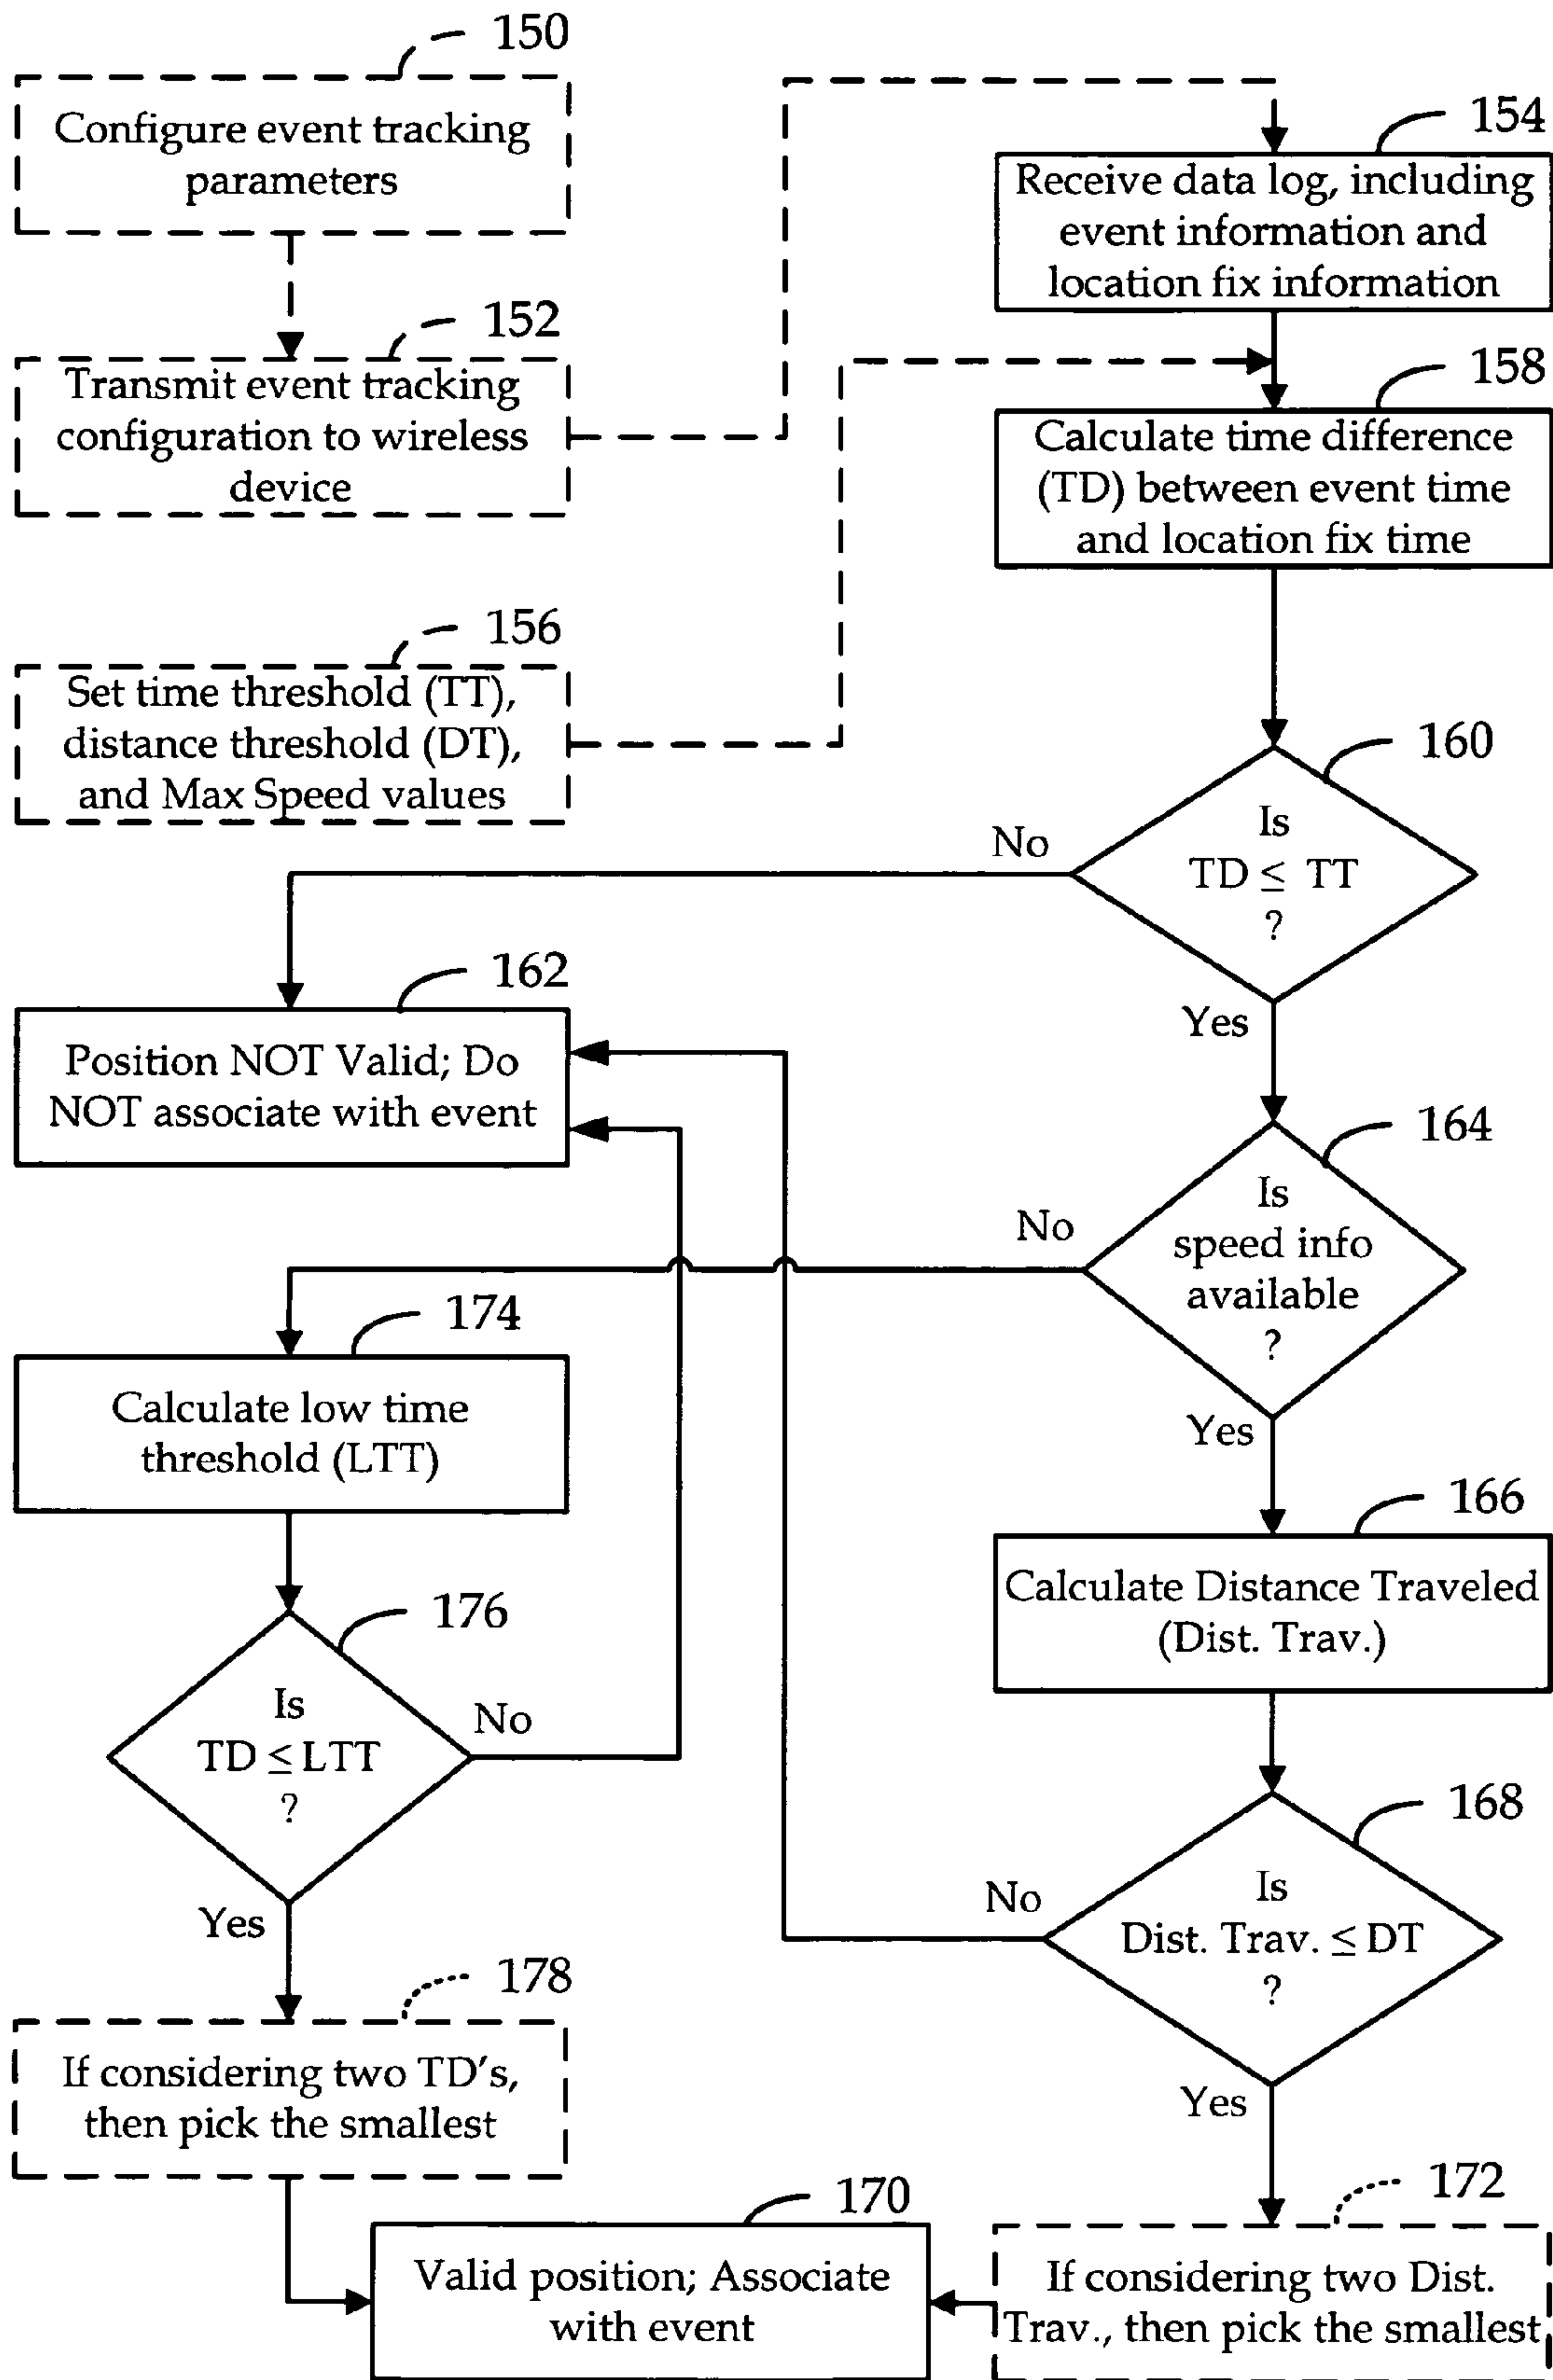 150
Configure event tracking
parameters
152
Transmit event tracking
configuration to wireless
device
154
Receive data log, including
event information and
location fix information
156
Set time threshold (TT),
distance threshold (DT),
and Max Speed values
158
Calculate time difference
(TD) between event time
and location fix time
160
Is
TD ≤ TT
?
No
Yes
162
Position NOT Valid; Do
NOT associate with event
164
Is
speed info
available
?
No
Yes
174
Calculate low time
threshold (LTT)
166
Calculate Distance Traveled
(Dist. Trav.)
176
Is
TD ≤ LTT
?
No
Yes
168
Is
Dist. Trav. ≤ DT
?
No
Yes
178
If considering two TD's,
then pick the smallest
170
Valid position; Associate
with event
172
If considering two Dist.
Trav., then pick the smallest